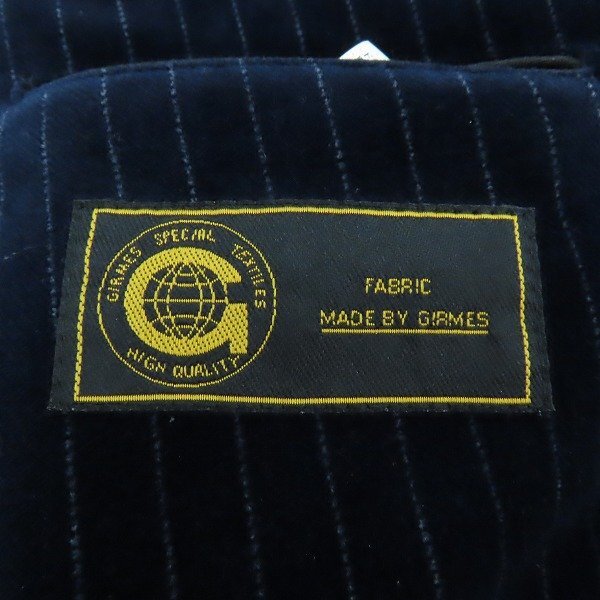 GIRMES SPECIAL TEXTILES
G
HIGH QUALITY
FABRIC
MADE BY GIRMES